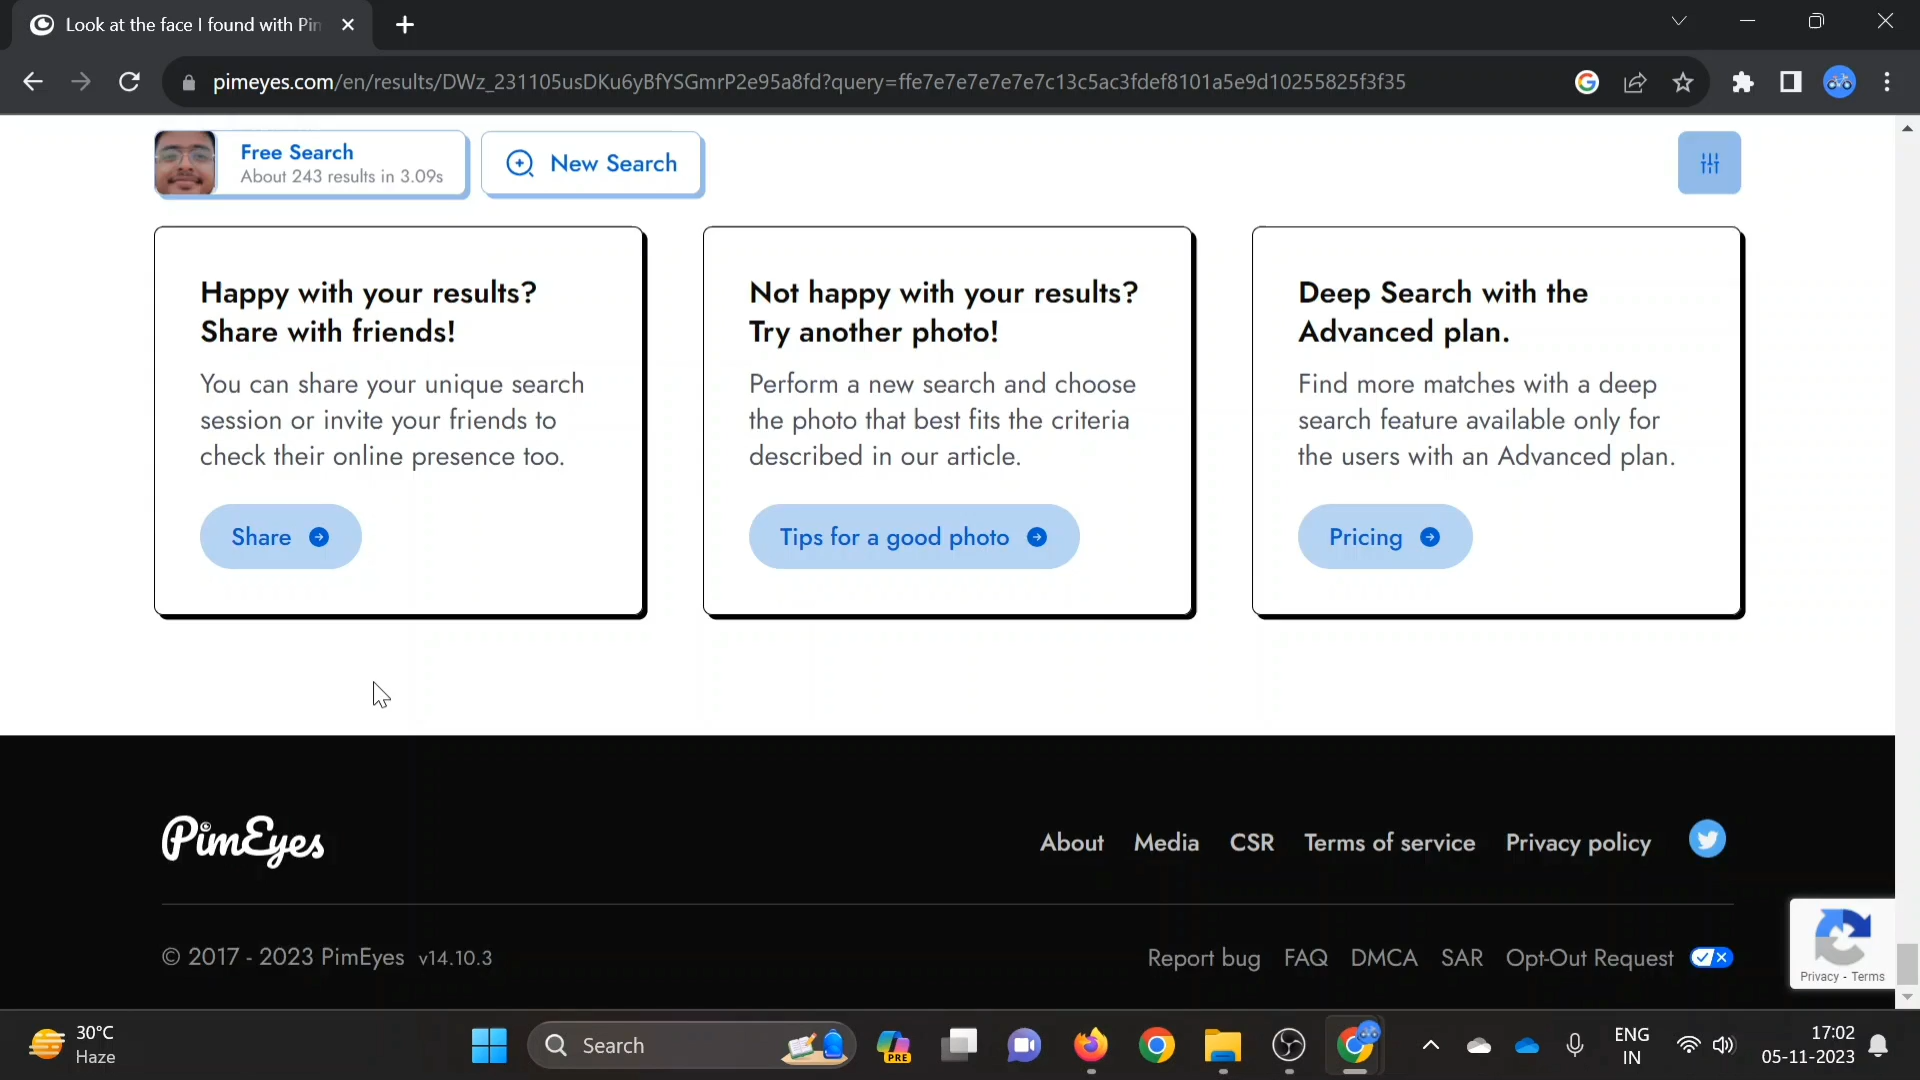 Look at the face I found with Pin
pimeyes.com/en/results/DWz_231105usDKu6yBfYSGmrP2e95a8fd?query=ffe7e7e7e7e7e7c13c5ac3fdef8101a5e9d10255825f3f35
Free Search
About 243 results in 3.09s
New Search
Happy with your results?
Share with friends!
You can share your unique search
session or invite your friends to
check their online presence too.
Share
Not happy with your results?
Try another photo!
Perform a new search and choose
the photo that best fits the criteria
described in our article.
Tips for a good photo
Deep Search with the
Advanced plan.
Find more matches with a deep
search feature available only for
the users with an Advanced plan.
Pricing
PimEyes
About Media CSR Terms of service Privacy policy
© 2017 - 2023 PimEyes v14.10.3
Report bug FAQ DMCA SAR Opt-Out Request
Privacy - Terms
30°C
Haze
Search
PRE
ENG
IN
17:02
05-11-2023